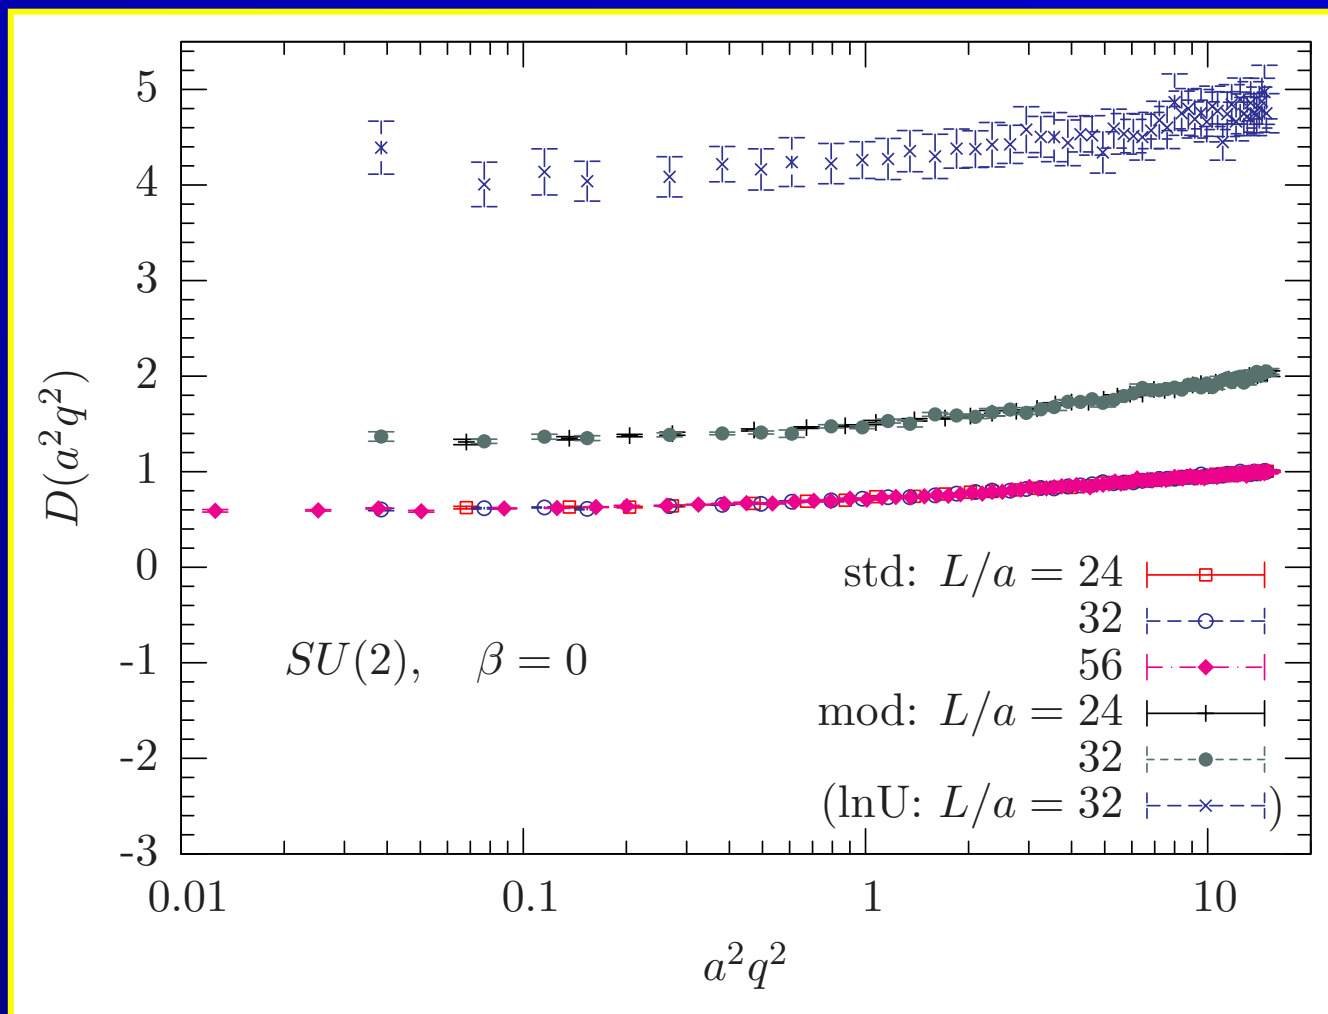 5
4
3
2
1
0
-1
-2
-3
D(a²q²)
std: L/a = 24
32
56
mod: L/a = 24
32
(lnU: L/a = 32 )
SU(2), β = 0
0.01 0.1 1 10
a²q²